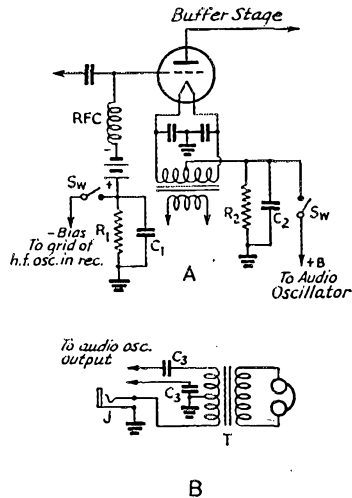 Buffer Stage
RFC
-
+
Sw
-Bias
To grid of
h.f. osc. in rec.
R1
C1
A
R2
C2
Sw
+B
To Audio
Oscillator
To audio osc.
output
C3
C3
J
T
B